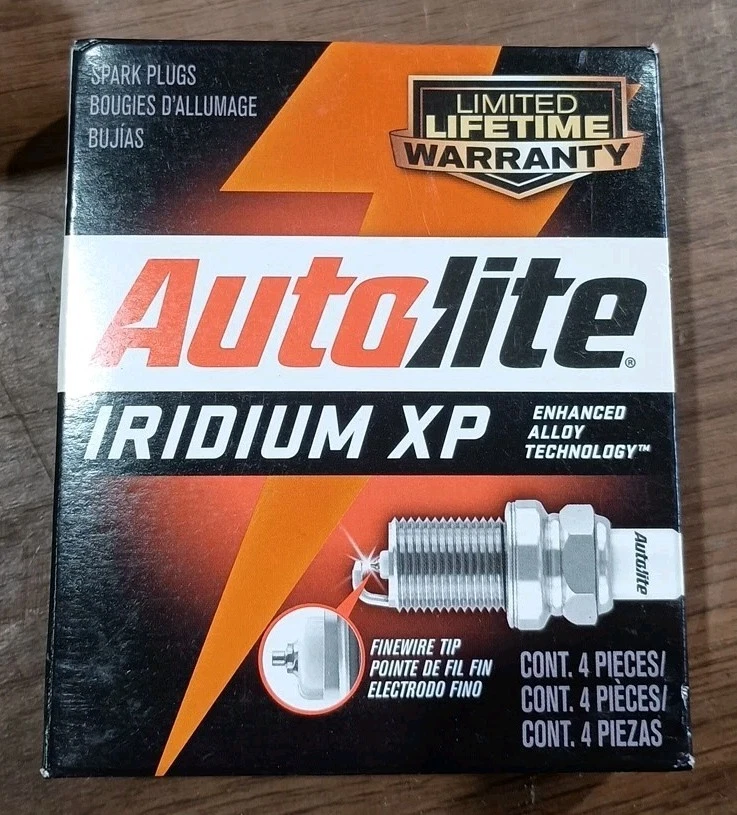 SPARK PLUGS
BOUGIES D'ALLUMAGE
BUJÍAS
LIMITED
LIFETIME
WARRANTY
Autolite®
IRIDIUM XP
ENHANCED
ALLOY
TECHNOLOGY™
Autolite
FINEWIRE TIP
POINTE DE FIL FIN
ELECTRODO FINO
CONT. 4 PIECES/
CONT. 4 PIÈCES/
CONT. 4 PIEZAS